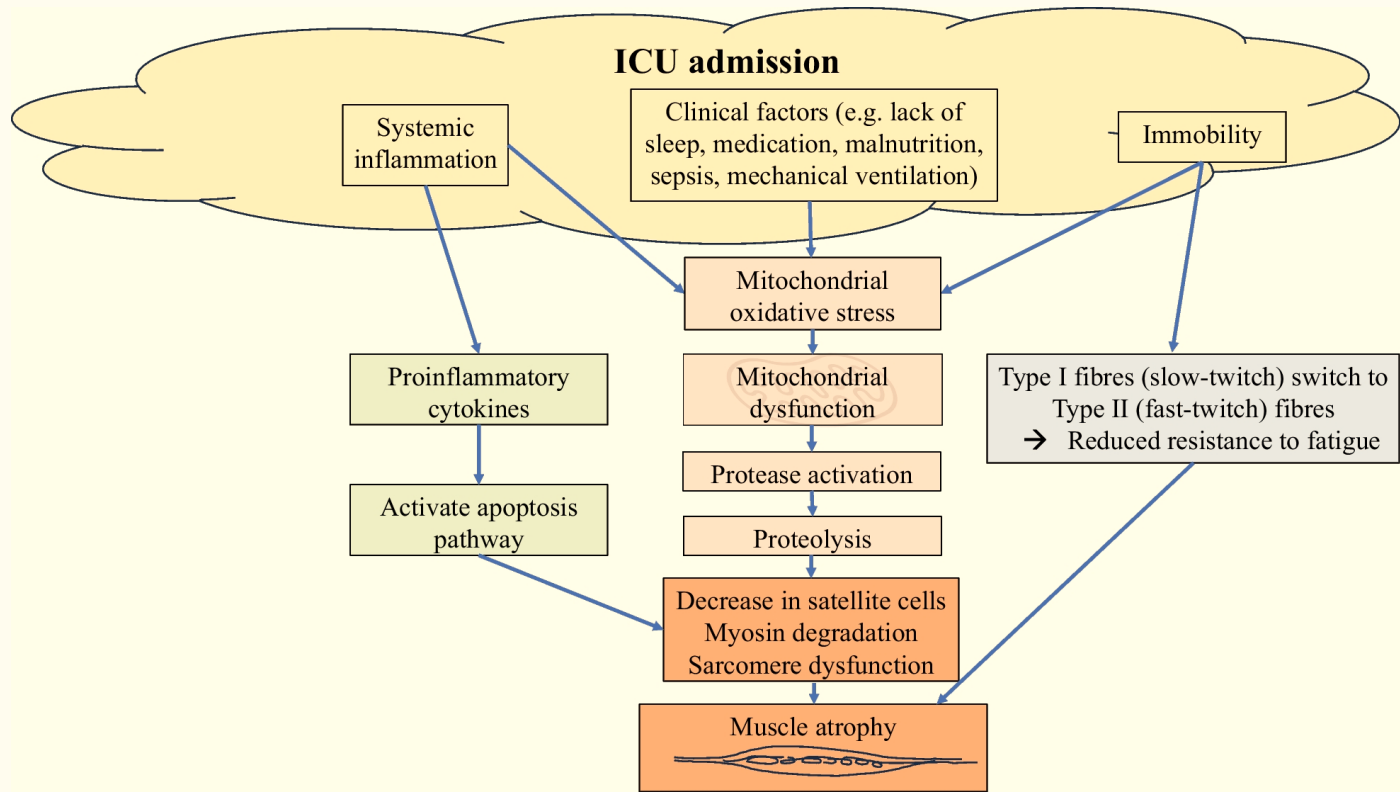 ICU admission
Systemic
inflammation
Clinical factors (e.g. lack of
sleep, medication, malnutrition,
sepsis, mechanical ventilation)
Immobility
Mitochondrial
oxidative stress
Proinflammatory
cytokines
Mitochondrial
dysfunction
Type I fibres (slow-twitch) switch to
Type II (fast-twitch) fibres
→ Reduced resistance to fatigue
Protease activation
Activate apoptosis
pathway
Proteolysis
Decrease in satellite cells
Myosin degradation
Sarcomere dysfunction
Muscle atrophy